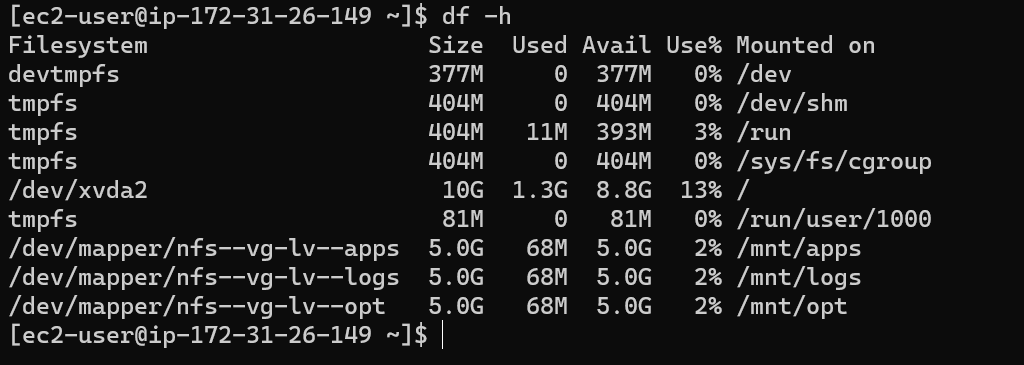 [ec2-user@ip-172-31-26-149 ~]$ df -h
Filesystem                    Size  Used Avail Use% Mounted on
devtmpfs                      377M     0  377M   0% /dev
tmpfs                         404M     0  404M   0% /dev/shm
tmpfs                         404M   11M  393M   3% /run
tmpfs                         404M     0  404M   0% /sys/fs/cgroup
/dev/xvda2                     10G  1.3G  8.8G  13% /
tmpfs                          81M     0   81M   0% /run/user/1000
/dev/mapper/nfs--vg-lv--apps  5.0G   68M  5.0G   2% /mnt/apps
/dev/mapper/nfs--vg-lv--logs  5.0G   68M  5.0G   2% /mnt/logs
/dev/mapper/nfs--vg-lv--opt   5.0G   68M  5.0G   2% /mnt/opt
[ec2-user@ip-172-31-26-149 ~]$